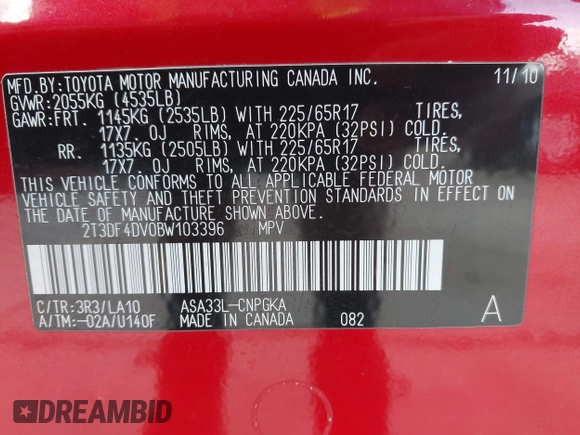 MFD.BY:TOYOTA MOTOR MANUFACTURING CANADA INC. 11/10
GVWR:2055KG (4535LB)
GAWR:FRT. 1145KG (2535LB) WITH 225/65R17 TIRES,
17X7.0J RIMS, AT 220KPA (32PSI) COLD.
RR. 1135KG (2505LB) WITH 225/65R17 TIRES,
17X7.0J RIMS, AT 220KPA (32PSI) COLD.
THIS VEHICLE CONFORMS TO ALL APPLICABLE FEDERAL MOTOR
VEHICLE SAFETY AND THEFT PREVENTION STANDARDS IN EFFECT ON
THE DATE OF MANUFACTURE SHOWN ABOVE.
2T3DF4DV0BW103396 MPV
C/TR:3R3/LA10 ASA33L-CNPGKA
A/TM:-02A/U140F MADE IN CANADA 082 A
DREAMBID